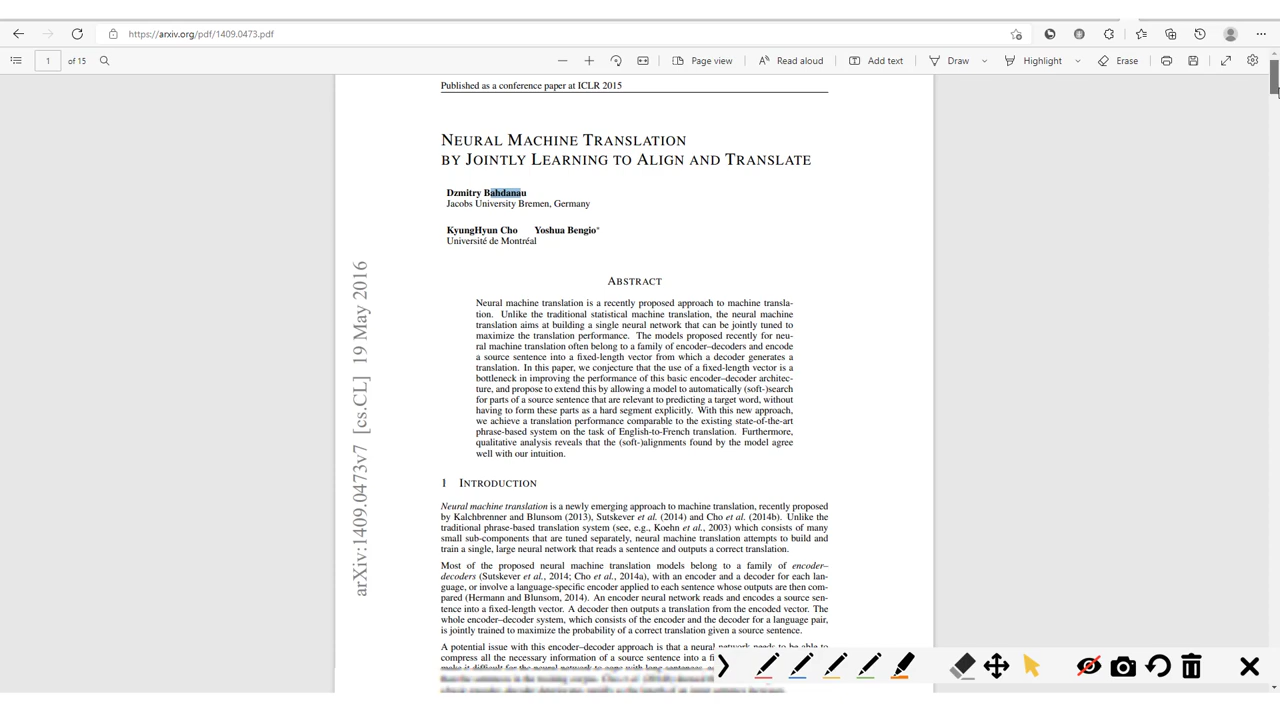 https://arxiv.org/pdf/1409.0473.pdf
1 of 15
Page view
Read aloud
Add text
Draw
Highlight
Erase
Published as a conference paper at ICLR 2015
NEURAL MACHINE TRANSLATION
BY JOINTLY LEARNING TO ALIGN AND TRANSLATE
Dzmitry Bahdanau
Jacobs University Bremen, Germany
KyungHyun Cho Yoshua Bengio*
Université de Montréal
arXiv:1409.0473v7 [cs.CL] 19 May 2016
ABSTRACT
Neural machine translation is a recently proposed approach to machine transla-
tion. Unlike the traditional statistical machine translation, the neural machine
translation aims at building a single neural network that can be jointly tuned to
maximize the translation performance. The models proposed recently for neu-
ral machine translation often belong to a family of encoder–decoders and encode
a source sentence into a fixed-length vector from which a decoder generates a
translation. In this paper, we conjecture that the use of a fixed-length vector is a
bottleneck in improving the performance of this basic encoder–decoder architec-
ture, and propose to extend this by allowing a model to automatically (soft-)search
for parts of a source sentence that are relevant to predicting a target word, without
having to form these parts as a hard segment explicitly. With this new approach,
we achieve a translation performance comparable to the existing state-of-the-art
phrase-based system on the task of English-to-French translation. Furthermore,
qualitative analysis reveals that the (soft-)alignments found by the model agree
well with our intuition.
1 INTRODUCTION
Neural machine translation is a newly emerging approach to machine translation, recently proposed
by Kalchbrenner and Blunsom (2013), Sutskever et al. (2014) and Cho et al. (2014b). Unlike the
traditional phrase-based translation system (see, e.g., Koehn et al., 2003) which consists of many
small sub-components that are tuned separately, neural machine translation attempts to build and
train a single, large neural network that reads a sentence and outputs a correct translation.
Most of the proposed neural machine translation models belong to a family of encoder–
decoders (Sutskever et al., 2014; Cho et al., 2014a), with an encoder and a decoder for each lan-
guage, or involve a language-specific encoder applied to each sentence whose outputs are then com-
pared (Hermann and Blunsom, 2014). An encoder neural network reads and encodes a source sen-
tence into a fixed-length vector. A decoder then outputs a translation from the encoded vector. The
whole encoder–decoder system, which consists of the encoder and the decoder for a language pair,
is jointly trained to maximize the probability of a correct translation given a source sentence.
A potential issue with this encoder–decoder approach is that a neural network needs to be able to
compress all the necessary information of a source sentence into a